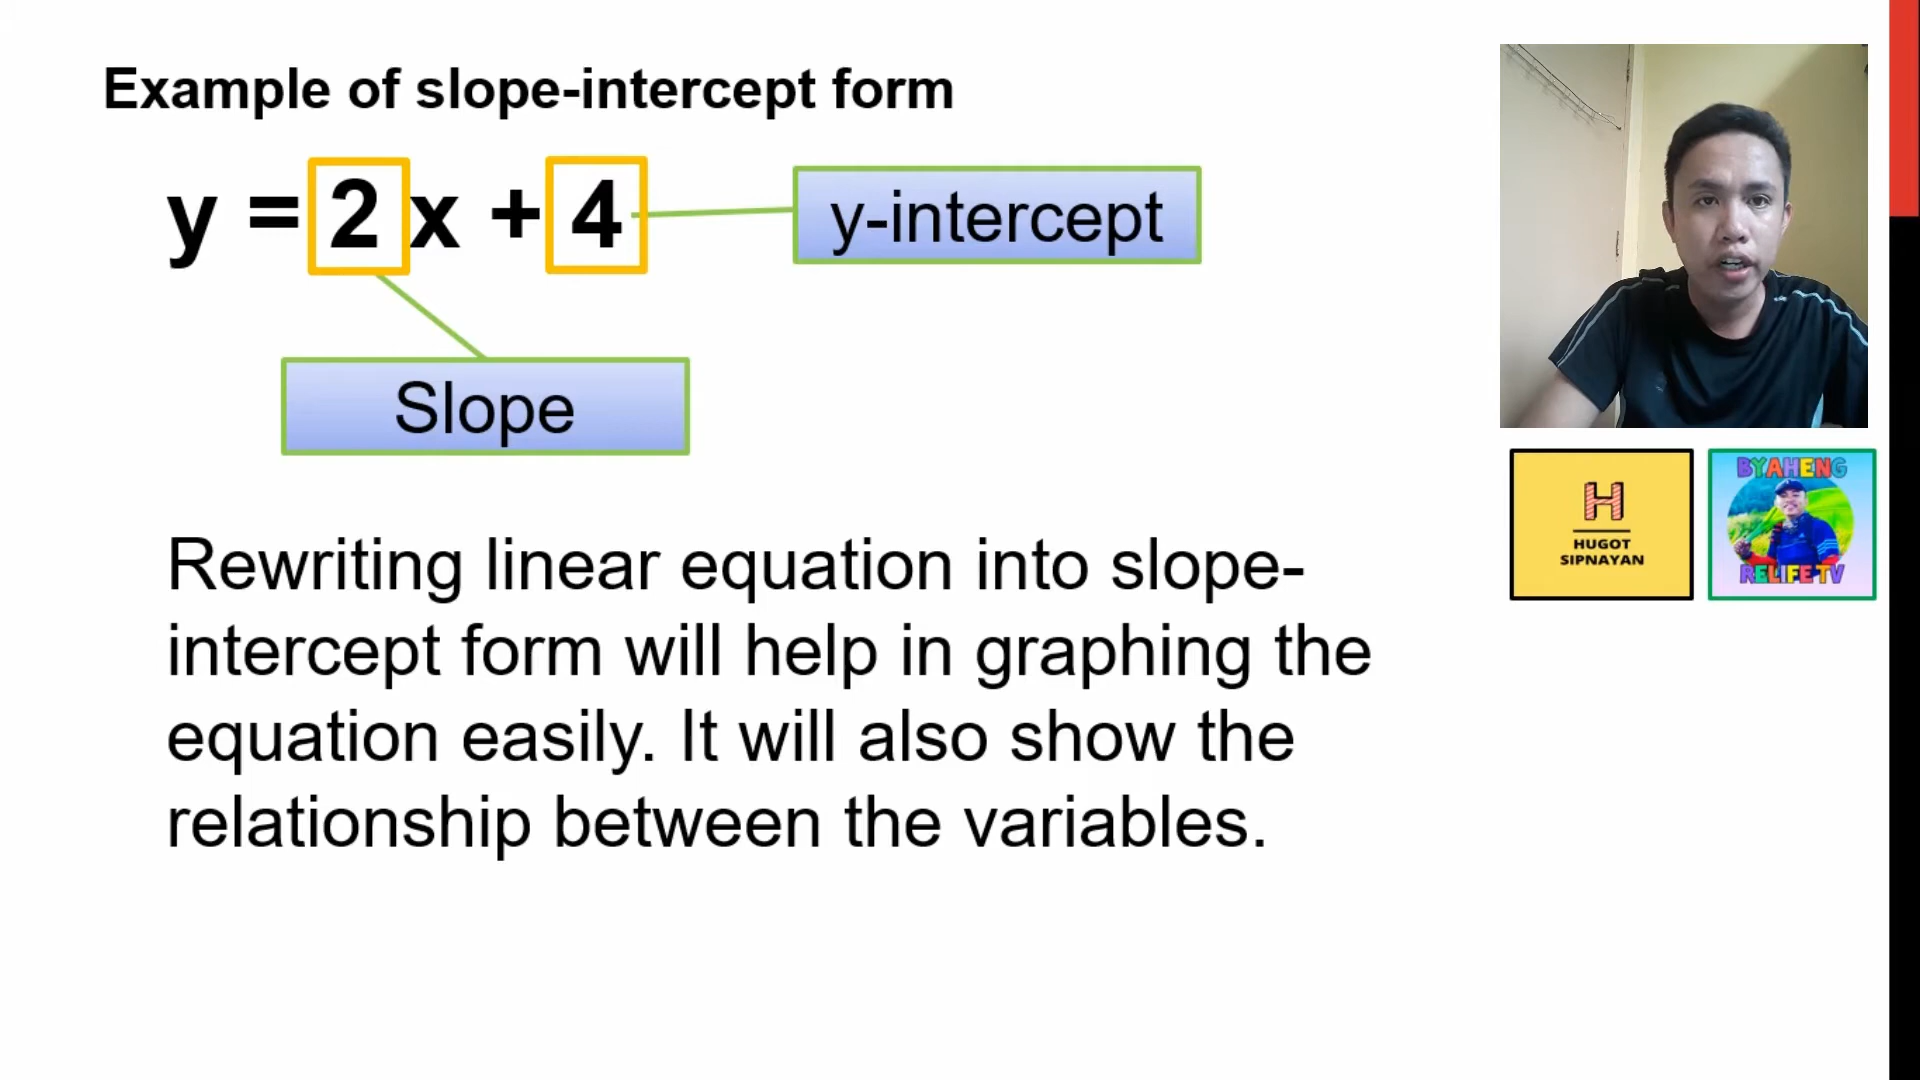 Example of slope-intercept form
y = 2x + 4
y-intercept
Slope
Rewriting linear equation into slope-
intercept form will help in graphing the
equation easily. It will also show the
relationship between the variables.
H
HUGOT
SIPNAYAN
BYAHENG
RELIFE TV